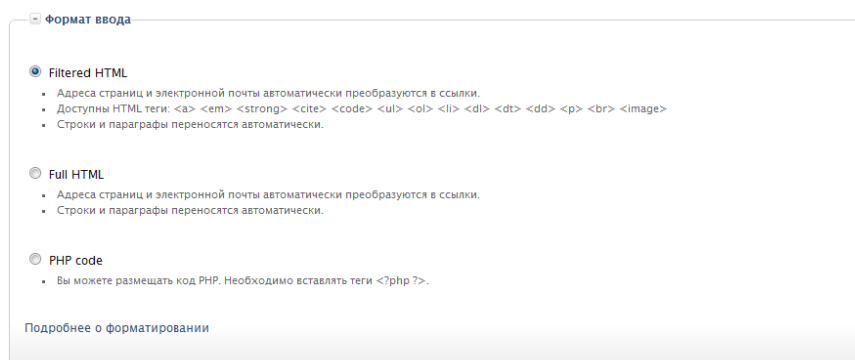 Формат ввода
Filtered HTML
Адреса страниц и электронной почты автоматически преобразуются в ссылки.
Доступны HTML теги: <a> <em> <strong> <cite> <code> <ul> <ol> <li> <dl> <dt> <dd> <p> <br> <image>
Строки и параграфы переносятся автоматически.
Full HTML
Адреса страниц и электронной почты автоматически преобразуются в ссылки.
Строки и параграфы переносятся автоматически.
PHP code
Вы можете размещать код PHP. Необходимо вставлять теги <?php ?>.
Подробнее о форматировании